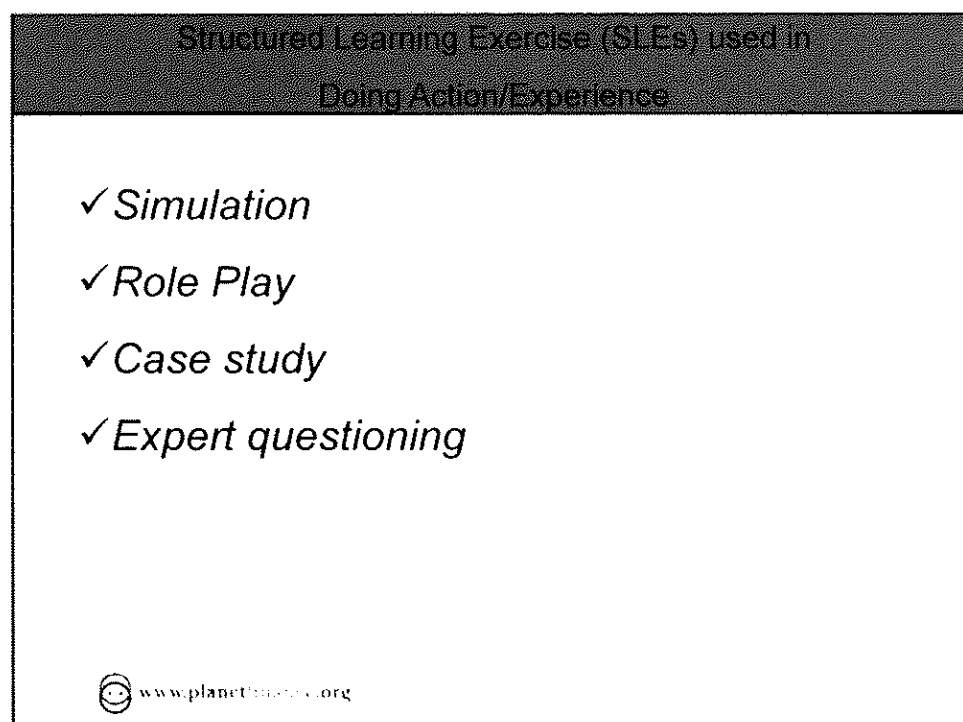 Structured Learning Exercise (SLEs) used in
Doing Action/Experience
✓ Simulation
✓ Role Play
✓ Case study
✓ Expert questioning